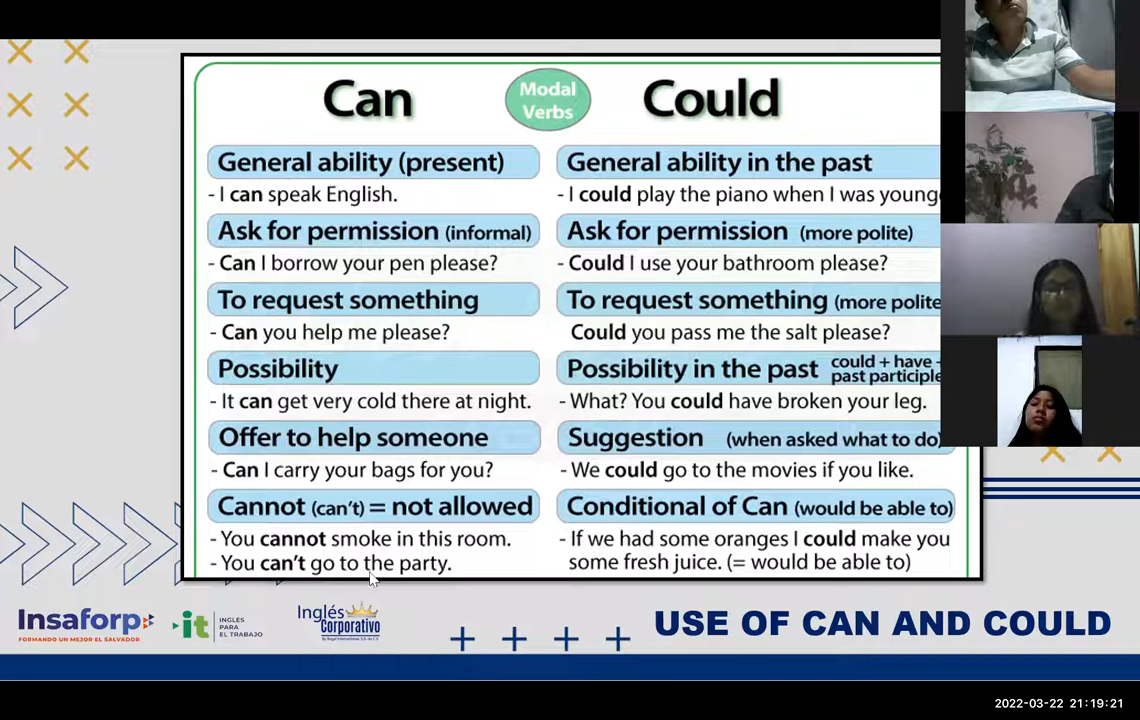 Can
Modal
Verbs
Could
General ability (present)
- I can speak English.
Ask for permission (informal)
- Can I borrow your pen please?
To request something
- Can you help me please?
Possibility
- It can get very cold there at night.
Offer to help someone
- Can I carry your bags for you?
Cannot (can't) = not allowed
- You cannot smoke in this room.
- You can't go to the party.
General ability in the past
- I could play the piano when I was
Ask for permission (more polite)
- Could I use your bathroom please?
To request something (more polite
Could you pass me the salt please?
Possibility in the past could + have
past participle
- What? You could have broken your leg.
Suggestion (when asked what to do)
- We could go to the movies if you like.
Conditional of Can (would be able to)
- If we had some oranges I could make you
some fresh juice. (= would be able to)
Insaforp
FORMANDO UN MEJOR EL SALVADOR
it
INGLÉS
PARA
EL TRABAJO
Inglés
Corporativo
USE OF CAN AND COULD
2022-03-22 21:19:21